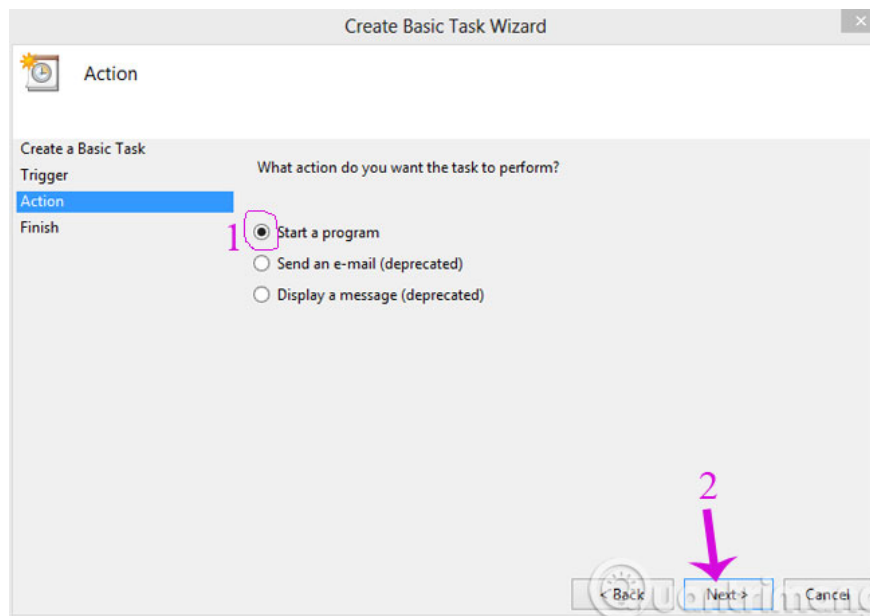 Create Basic Task Wizard
Action
Create a Basic Task
Trigger
Action
Finish
What action do you want the task to perform?
1
Start a program
Send an e-mail (deprecated)
Display a message (deprecated)
2
< Back
Next >
Cancel
uantrimang